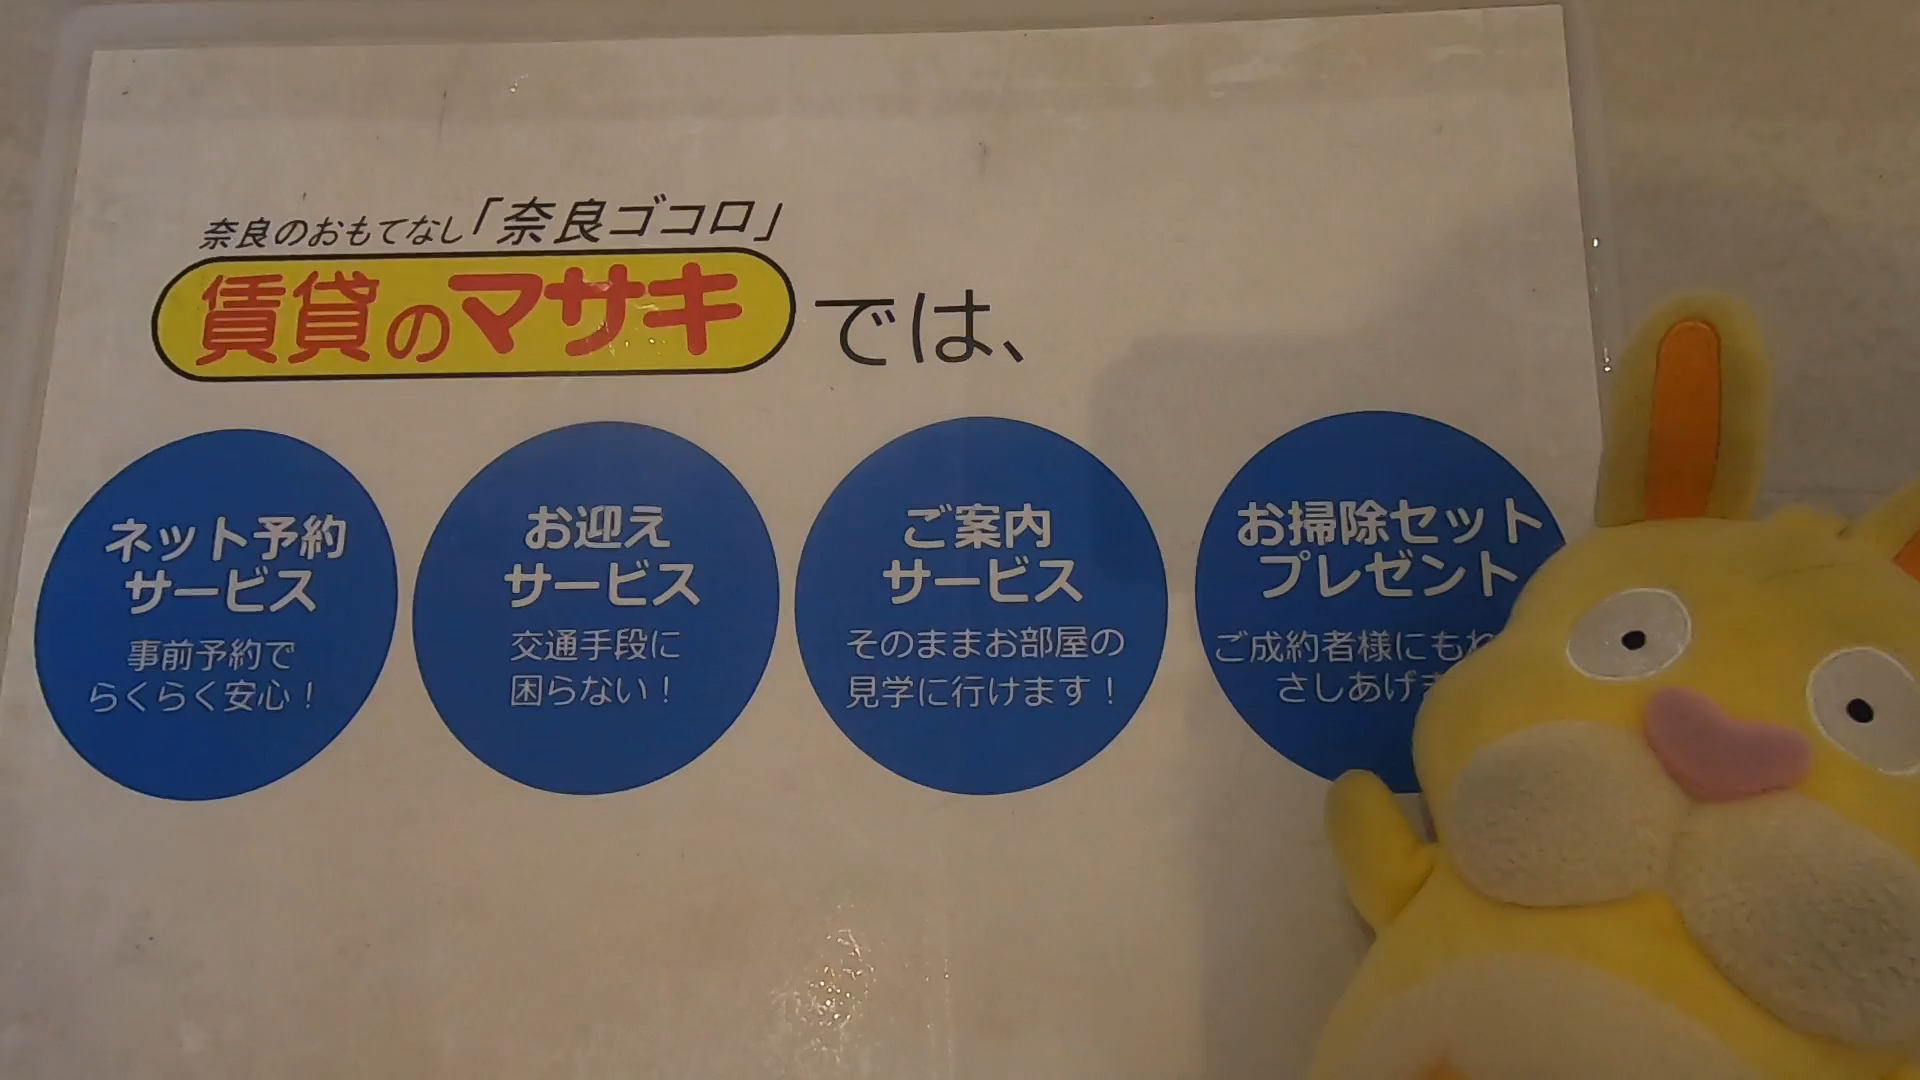 奈良のおもてなし「奈良ゴコロ」
賃貸のマサキでは、
ネット予約
サービス
事前予約で
らくらく安心！
お迎え
サービス
交通手段に
困らない！
ご案内
サービス
そのままお部屋の
見学に行けます！
お掃除セット
プレゼント
ご成約者様にも
さしあげ